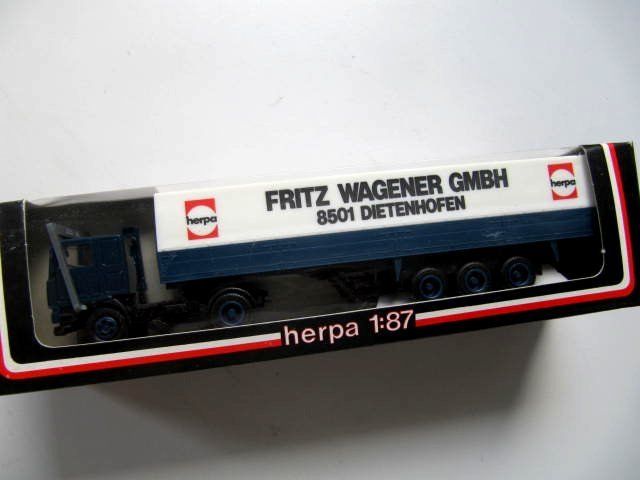 herpa
FRITZ WAGENER GMBH
8501 DIETENHOFEN
herpa
herpa 1:87